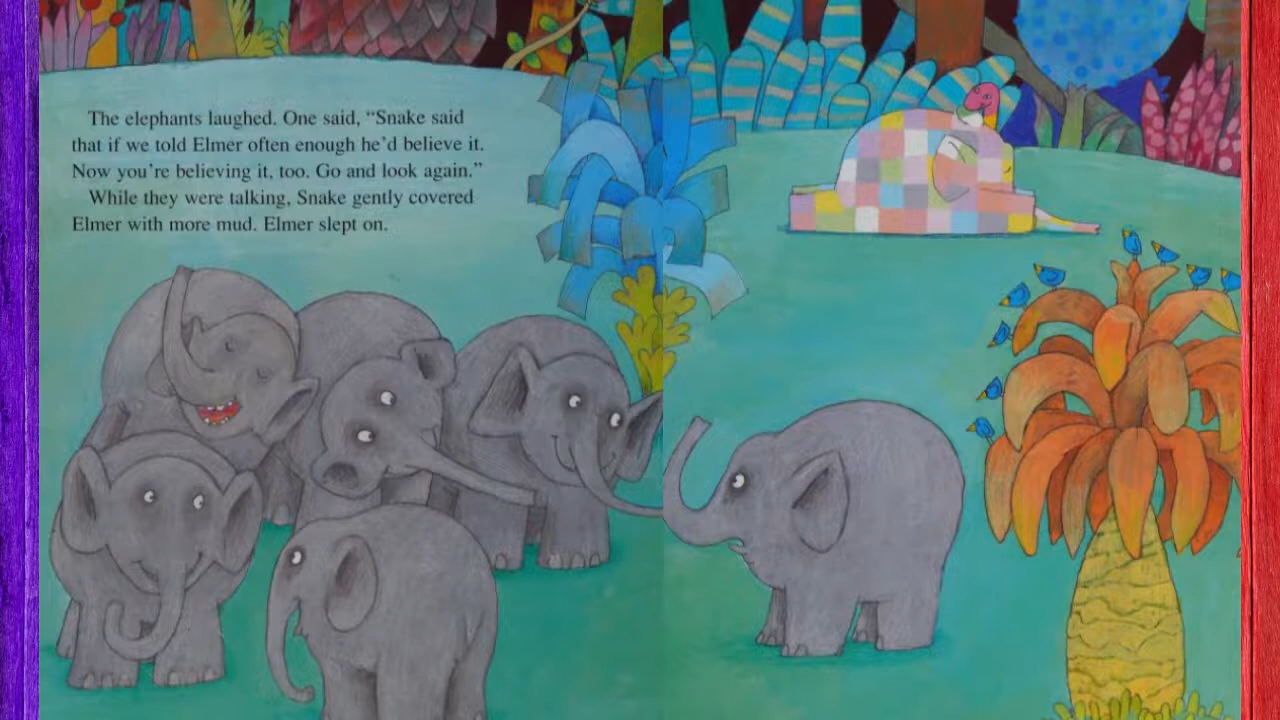 The elephants laughed. One said, “Snake said
that if we told Elmer often enough he’d believe it.
Now you’re believing it, too. Go and look again.”
While they were talking, Snake gently covered
Elmer with more mud. Elmer slept on.